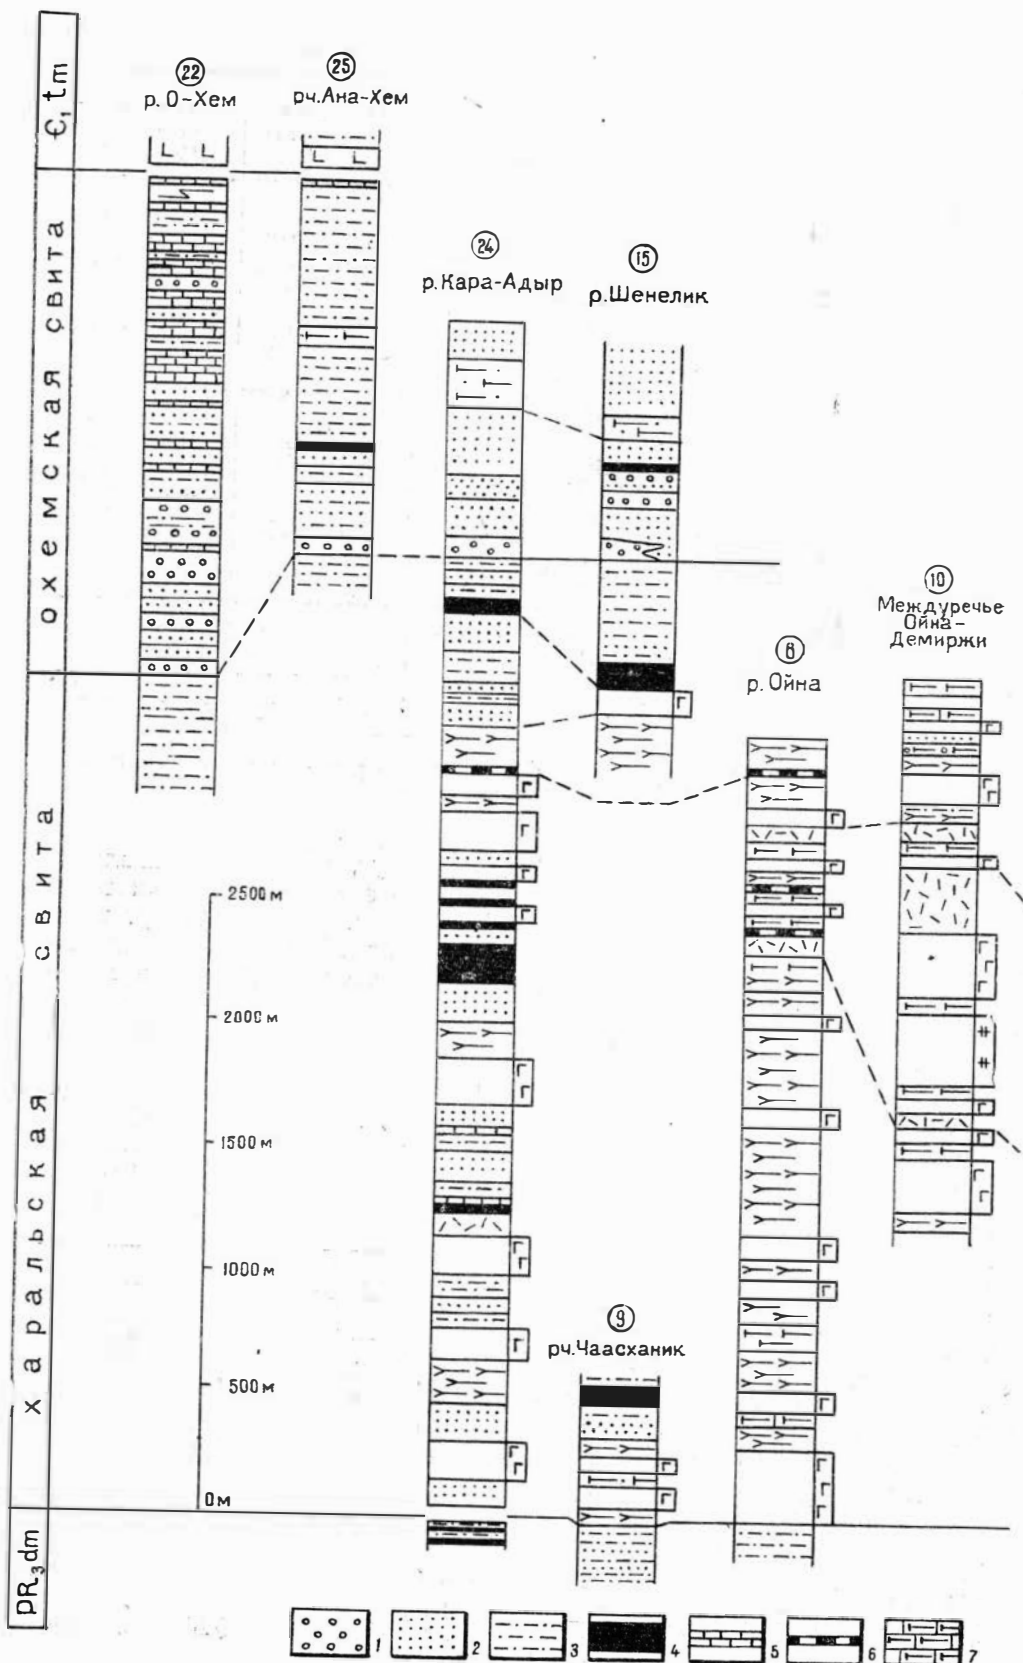 Є₁ tm
охемская свита
харальская свита
PR₃dm
22
р. О-Хем
25
рч. Ана-Хем
24
р. Кара-Адыр
15
р. Шенелик
10
Междуречье
Ойна-
Демиржи
8
р. Ойна
9
рч. Чаасханик
2500 м
2000 м
1500 м
1000 м
500 м
0 м
1
2
3
4
5
6
7